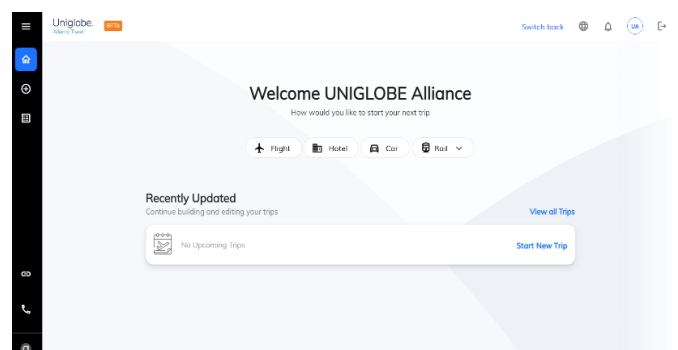 Uniglobe.
Alliance Travel
BETA
Switch back
UA
Welcome UNIGLOBE Alliance
How would you like to start your next trip
Flight
Hotel
Car
Rail
Recently Updated
Continue building and editing your trips
View all Trips
No Upcoming Trips
Start New Trip